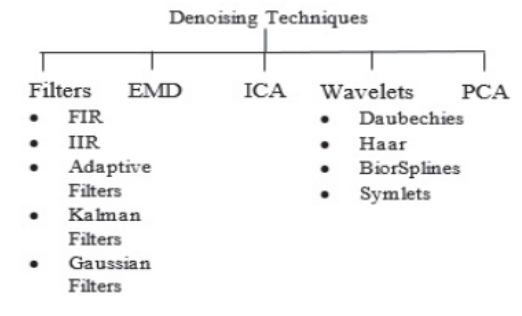 Denoising Techniques
Filters EMD ICA Wavelets PCA
• FIR
• IIR
• Adaptive
Filters
• Kalman
Filters
• Gaussian
Filters
• Daubechies
• Haar
• BiorSplines
• Symlets